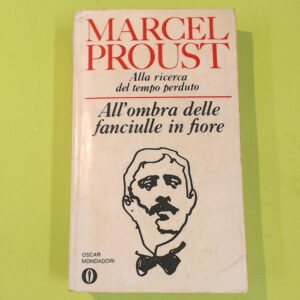 MARCEL
PROUST
Alla ricerca
del tempo perduto
All'ombra delle
fanciulle in fiore
OSCAR
MONDADORI